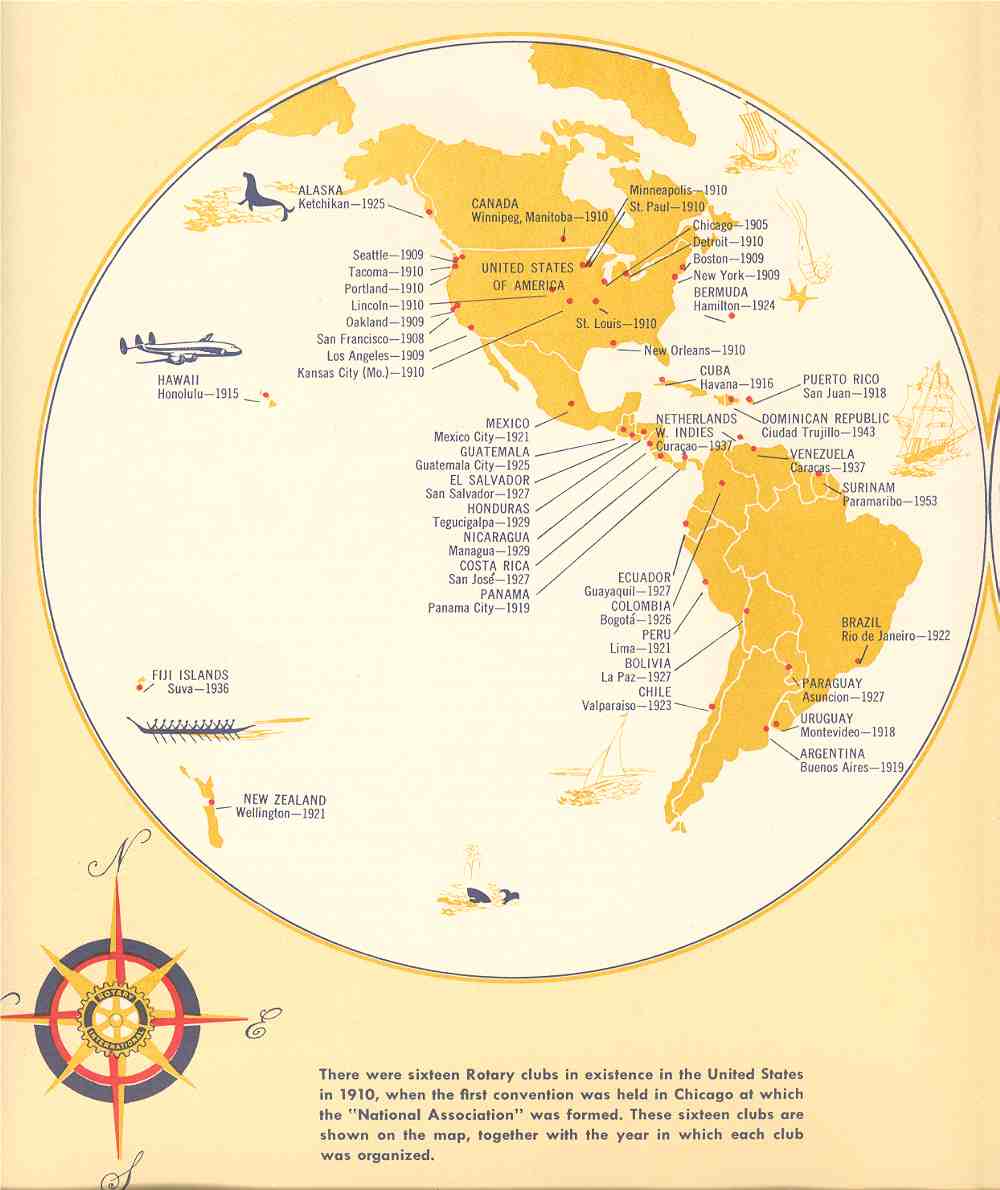 ALASKA
Ketchikan—1925
CANADA
Winnipeg, Manitoba—1910
Minneapolis—1910
St. Paul—1910
Chicago—1905
Detroit—1910
Boston—1909
New York—1909
BERMUDA
Hamilton—1924
Seattle—1909
Tacoma—1910
Portland—1910
Lincoln—1910
Oakland—1909
San Francisco—1908
Los Angeles—1909
Kansas City (Mo.)—1910
UNITED STATES
OF AMERICA
St. Louis—1910
New Orleans—1910
HAWAII
Honolulu—1915
CUBA
Havana—1916
PUERTO RICO
San Juan—1918
DOMINICAN REPUBLIC
Ciudad Trujillo—1943
NETHERLANDS
W. INDIES
Curaçao—1937
VENEZUELA
Caracas—1937
SURINAM
Paramaribo—1953
MEXICO
Mexico City—1921
GUATEMALA
Guatemala City—1925
EL SALVADOR
San Salvador—1927
HONDURAS
Tegucigalpa—1929
NICARAGUA
Managua—1929
COSTA RICA
San José—1927
PANAMA
Panama City—1919
ECUADOR
Guayaquil—1927
COLOMBIA
Bogotá—1926
PERU
Lima—1921
BOLIVIA
La Paz—1927
CHILE
Valparaiso—1923
BRAZIL
Rio de Janeiro—1922
PARAGUAY
Asuncion—1927
URUGUAY
Montevideo—1918
ARGENTINA
Buenos Aires—1919
FIJI ISLANDS
Suva—1936
NEW ZEALAND
Wellington—1921
N
E
S
ROTARY
INTERNATIONAL
There were sixteen Rotary clubs in existence in the United States
in 1910, when the first convention was held in Chicago at which
the "National Association" was formed. These sixteen clubs are
shown on the map, together with the year in which each club
was organized.